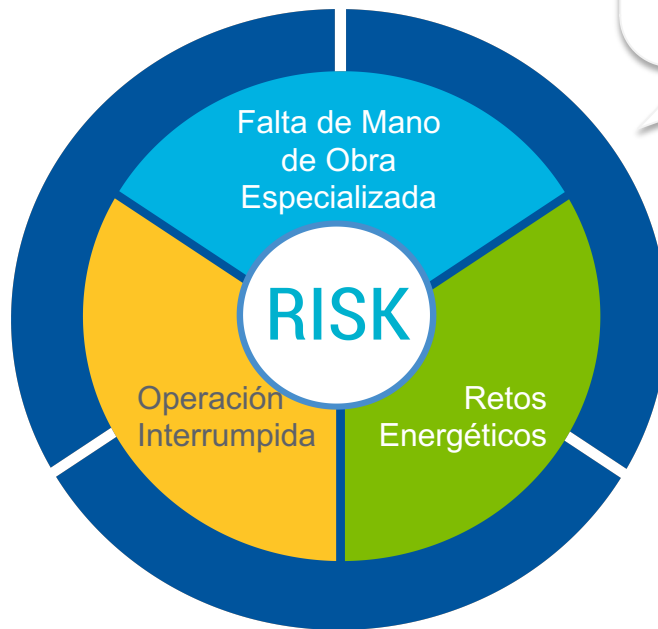 Falta de Mano
de Obra
Especializada
RISK
Operación
Interrumpida
Retos
Energéticos